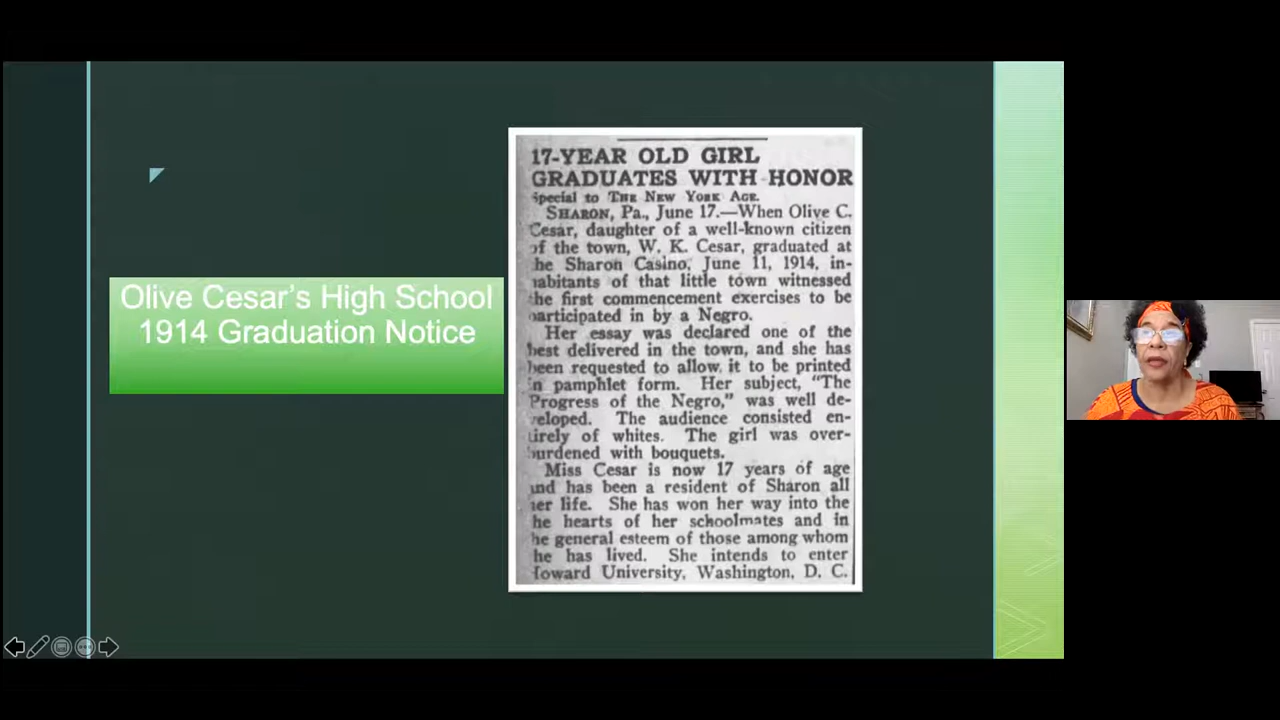 Olive Cesar's High School
1914 Graduation Notice
17-YEAR OLD GIRL
GRADUATES WITH HONOR
Special to THE NEW YORK AGE.
SHARON, Pa., June 17.—When Olive C.
Cesar, daughter of a well-known citizen
of the town, W. K. Cesar, graduated at
he Sharon Casino, June 11, 1914, in-
habitants of that little town witnessed
the first commencement exercises to be
participated in by a Negro.
Her essay was declared one of the
best delivered in the town, and she has
been requested to allow it to be printed
in pamphlet form. Her subject, "The
Progress of the Negro," was well de-
veloped. The audience consisted en-
tirely of whites. The girl was over-
burdened with bouquets.
Miss Cesar is now 17 years of age
and has been a resident of Sharon all
her life. She has won her way into the
he hearts of her schoolmates and in
he general esteem of those among whom
he has lived. She intends to enter
Howard University, Washington, D. C.